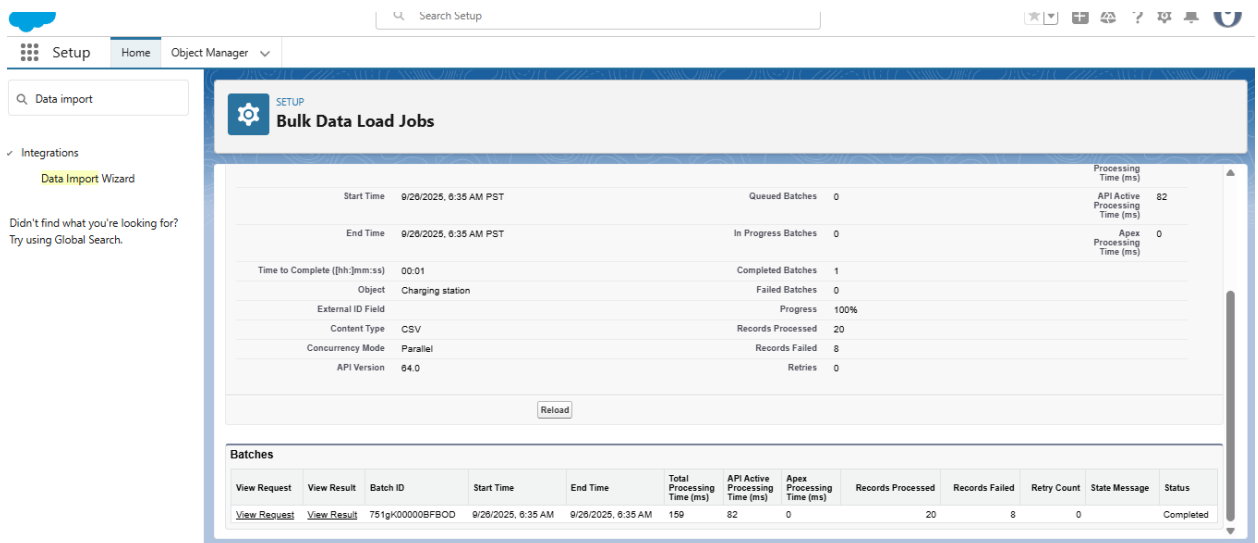 Search Setup
Setup
Home
Object Manager
Data import
Integrations
Data Import Wizard
Didn't find what you're looking for?
Try using Global Search.
SETUP
Bulk Data Load Jobs
Processing
Time (ms)
Start Time 9/26/2025, 6:35 AM PST Queued Batches 0 API Active
Processing
Time (ms) 82
End Time 9/26/2025, 6:35 AM PST In Progress Batches 0 Apex
Processing
Time (ms) 0
Time to Complete ([hh:]mm:ss) 00:01 Completed Batches 1
Object Charging station Failed Batches 0
External ID Field Progress 100%
Content Type CSV Records Processed 20
Concurrency Mode Parallel Records Failed 8
API Version 64.0 Retries 0
Reload
Batches
View Request View Result Batch ID Start Time End Time Total Processing Time (ms) API Active Processing Time (ms) Apex Processing Time (ms) Records Processed Records Failed Retry Count State Message Status
View Request View Result 751gK00000BFBOD 9/26/2025, 6:35 AM 9/26/2025, 6:35 AM 159 82 0 20 8 0 Completed